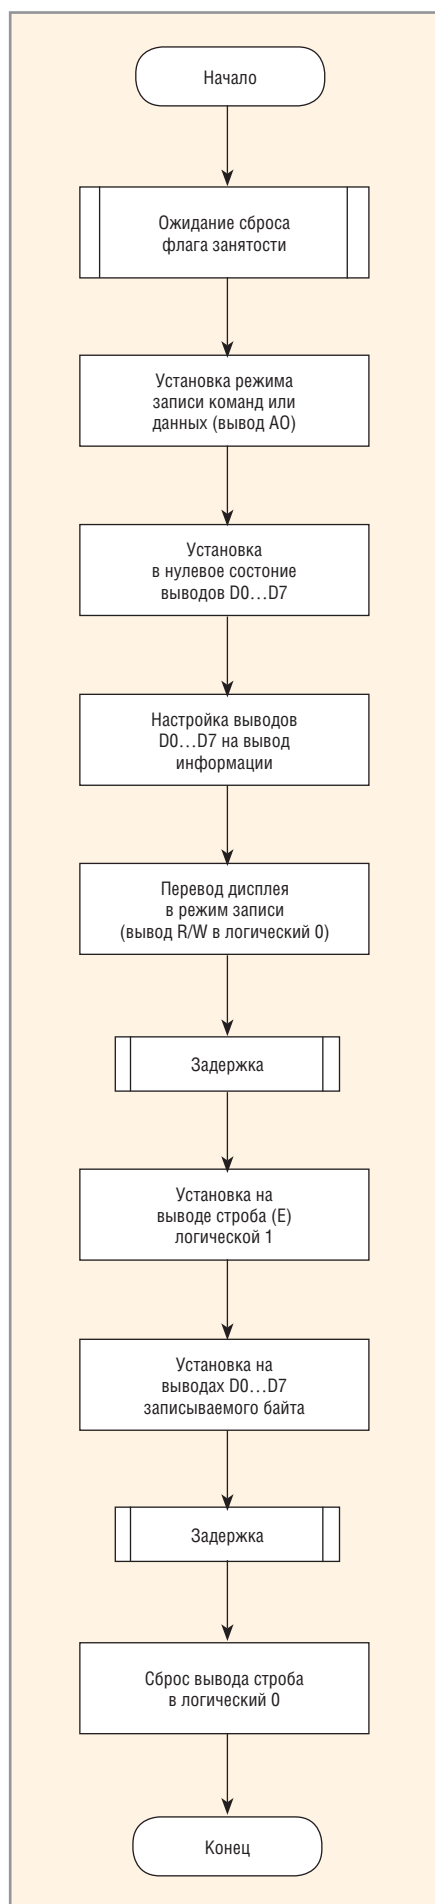 Начало
Ожидание сброса
флага занятости
Установка режима
записи команд или
данных (вывод АО)
Установка
в нулевое состоние
выводов D0…D7
Настройка выводов
D0…D7 на вывод
информации
Перевод дисплея
в режим записи
(вывод R/W в логический 0)
Задержка
Установка на
выводе строба (E)
логической 1
Установка на
выводах D0…D7
записываемого байта
Задержка
Сброс вывода строба
в логический 0
Конец